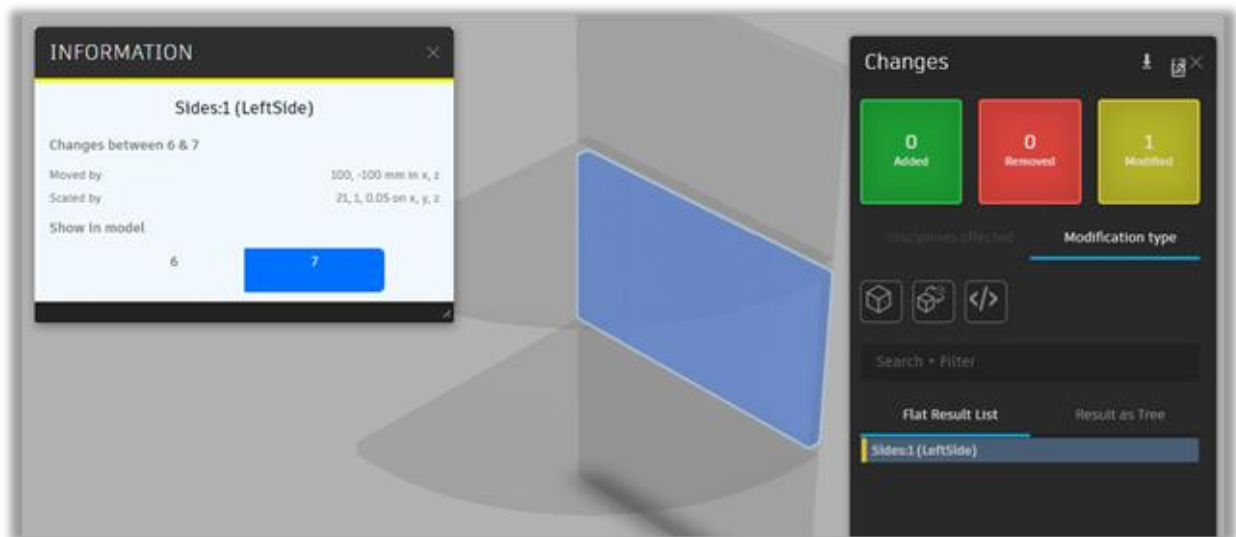 INFORMATION
Sides:1 (LeftSide)
Changes between 6 & 7
Moved by 100, -100 mm in x, z
Scaled by 21, 1, 0.05 on x, y, z
Show in model
6 7
Changes
0 0 1
Added Removed Modified
Disciplines affected Modification type
</>
Search • Filter
Flat Result List Result as Tree
Sides:1 (LeftSide)